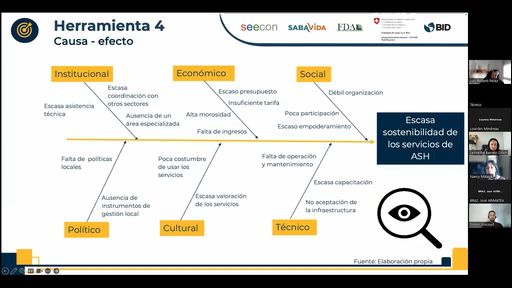 Herramienta 4
Causa - efecto
seecon
SABAVIDA
FDAL
BID
Institucional
Económico
Social
Escasa
coordinación con
otros sectores
Escasa asistencia
técnica
Ausencia de un
área especializada
Escaso presupuesto
Insuficiente tarifa
Alta morosidad
Falta de ingresos
Débil organización
Poca participación
Escaso empoderamiento
Escasa
sostenibilidad de
los servicios de
ASH
Falta de políticas
locales
Ausencia de
instrumentos de
gestión local
Poca costumbre
de usar los
servicios
Escasa valoración
de los servicios
Falta de operación
y mantenimiento
Escasa capacitación
No aceptación de
la infraestructura
Político
Cultural
Técnico
Fuente: Elaboración propia